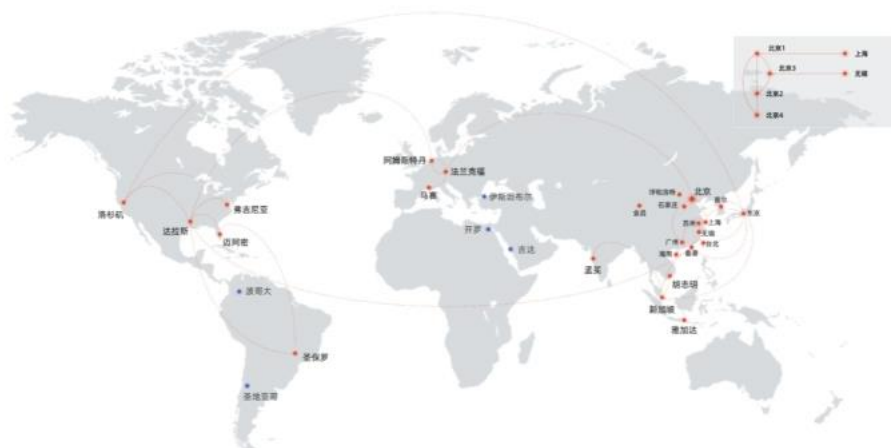 北京1
上海
北京3
无锡
北京2
北京4
阿姆斯特丹
法兰克福
马赛
伊斯坦布尔
呼和浩特
北京
洛杉矶
弗吉尼亚
石家庄
首尔
东京
达拉斯
迈阿密
开罗
吉达
苏州
上海
无锡
广州
台北
香港
海防
孟买
胡志明
波哥大
新加坡
雅加达
圣保罗
圣地亚哥